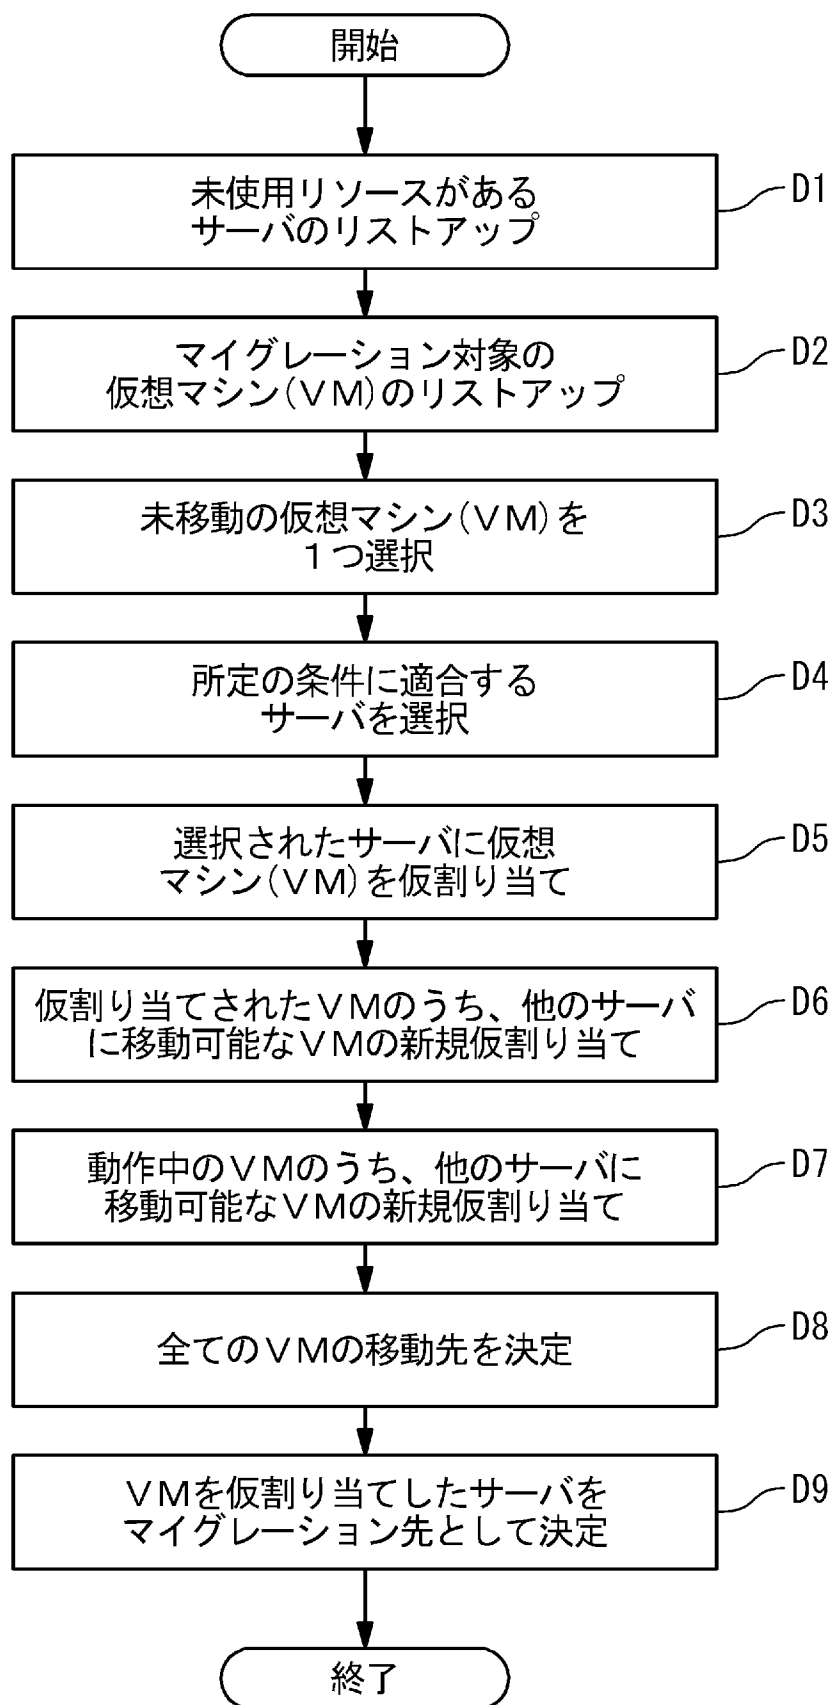 開始
未使用リソースがある
サーバのリストアップ
D1
マイグレーション対象の
仮想マシン(VM)のリストアップ
D2
未移動の仮想マシン(VM)を
1つ選択
D3
所定の条件に適合する
サーバを選択
D4
選択されたサーバに仮想
マシン(VM)を仮割り当て
D5
仮割り当てされたVMのうち、他のサーバ
に移動可能なVMの新規仮割り当て
D6
動作中のVMのうち、他のサーバに
移動可能なVMの新規仮割り当て
D7
全てのVMの移動先を決定
D8
VMを仮割り当てしたサーバを
マイグレーション先として決定
D9
終了